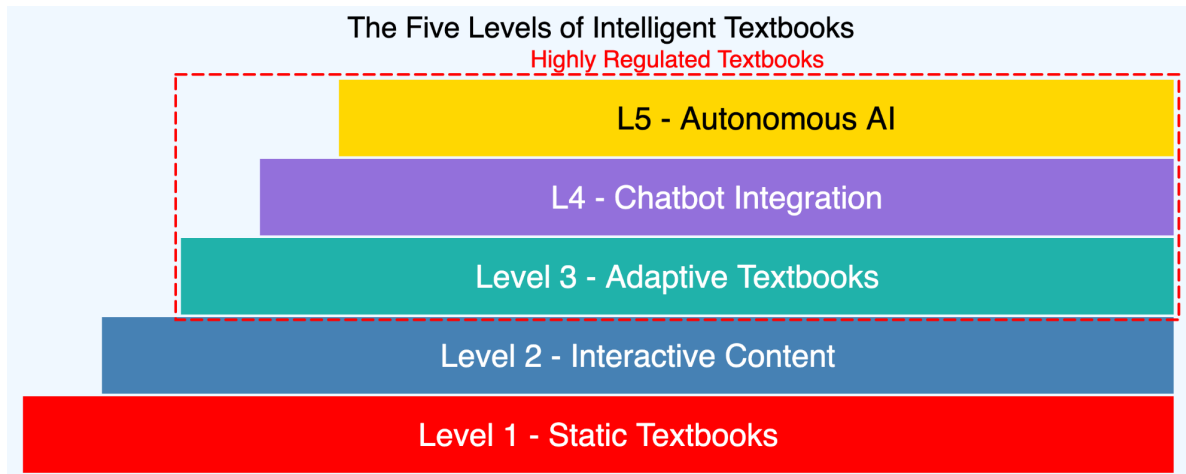 The Five Levels of Intelligent Textbooks
Highly Regulated Textbooks
L5 - Autonomous AI
L4 - Chatbot Integration
Level 3 - Adaptive Textbooks
Level 2 - Interactive Content
Level 1 - Static Textbooks